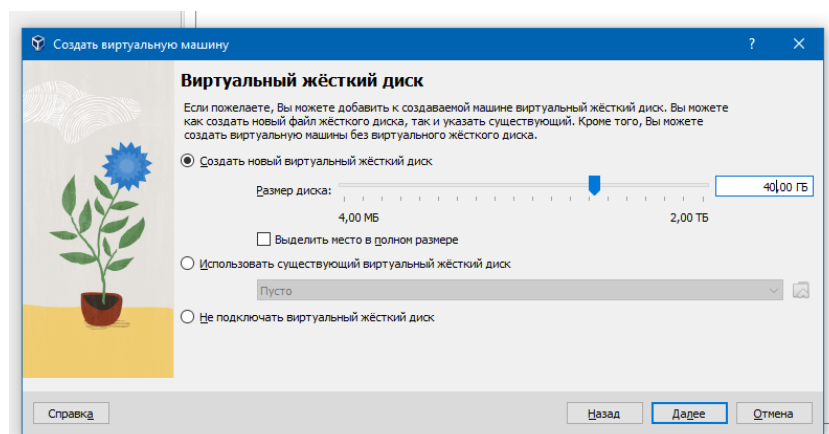 Создать виртуальную машину
Виртуальный жёсткий диск
Если пожелаете, Вы можете добавить к создаваемой машине виртуальный жёсткий диск. Вы можете
как создать новый файл жёсткого диска, так и указать существующий. Кроме того, Вы можете
создать виртуальную машины без виртуального жёсткого диска.
Создать новый виртуальный жёсткий диск
Размер диска: 40,00 ГБ
4,00 МБ 2,00 ТБ
Выделить место в полном размере
Использовать существующий виртуальный жёсткий диск
Пусто
Не подключать виртуальный жёсткий диск
Справка Назад Далее Отмена